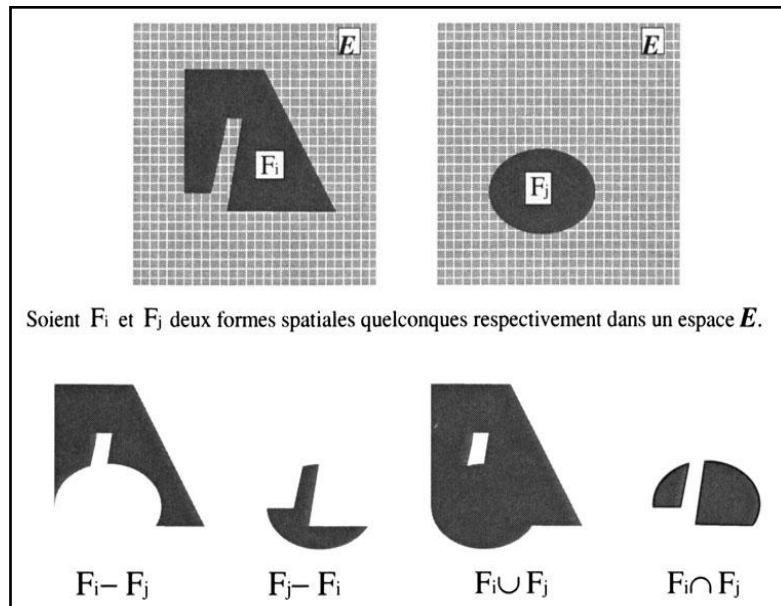 E
E
Fi
Fj
Soient Fi et Fj deux formes spatiales quelconques respectivement dans un espace E.
Fi− Fj
Fj− Fi
Fi∪ Fj
Fi∩ Fj